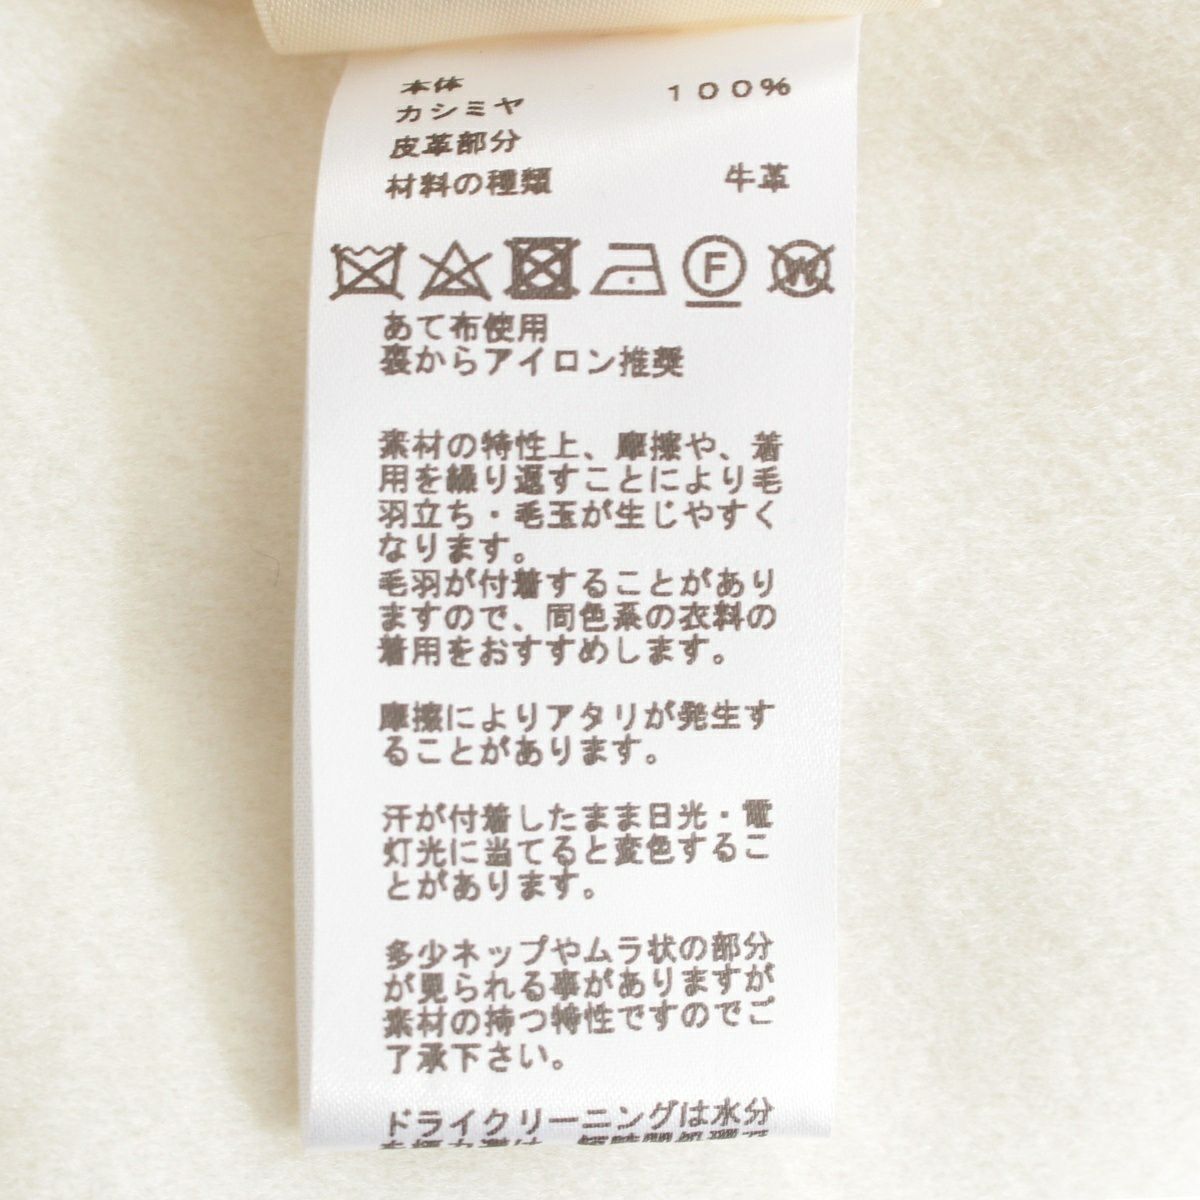 本体
カシミヤ 100%
皮革部分
材料の種類 牛革
F W
あて布使用
裏からアイロン推奨
素材の特性上、摩擦や、着
用を繰り返すことにより毛
羽立ち・毛玉が生じやすく
なります。
毛羽が付着することがあり
ますので、同色系の衣料の
着用をおすすめします。
摩擦によりアタリが発生す
ることがあります。
汗が付着したまま日光・電
灯光に当てると変色するこ
とがあります。
多少ネップやムラ状の部分
が見られる事がありますが
素材の持つ特性ですのでご
了承下さい。
ドライクリーニングは水分